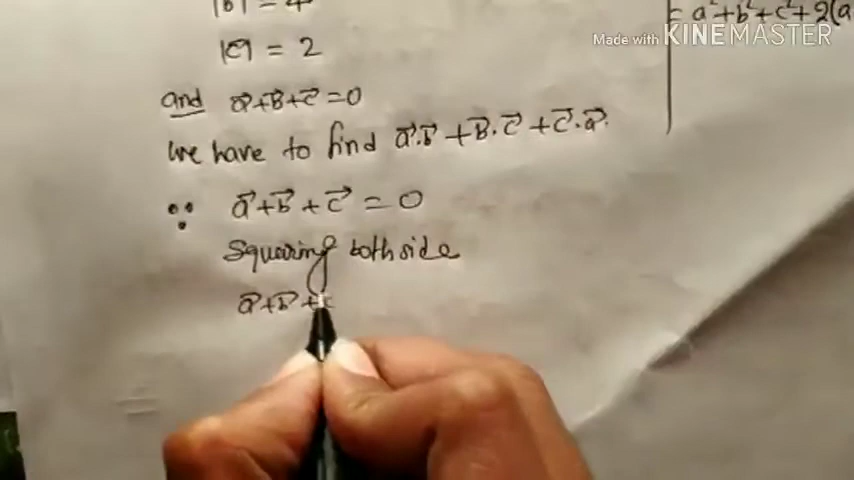 |b| = 4
= a²+b²+c²+2(a
Made with KINEMASTER
|c⃗| = 2
and a⃗+b⃗+c⃗ =0
we have to find a⃗.b⃗ +b⃗.c⃗ +c⃗.a⃗.
∵ a⃗+b⃗ +c⃗ = 0
Squaring both side
a⃗+b⃗ +c